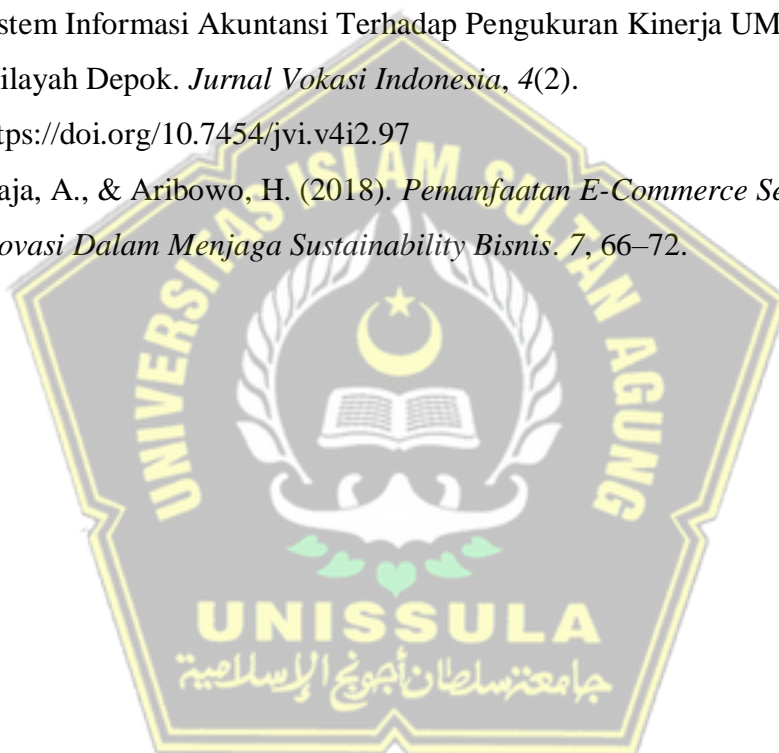 stem Informasi Akuntansi Terhadap Pengukuran Kinerja UM
ilayah Depok. Jurnal Vokasi Indonesia, 4(2).
tps://doi.org/10.7454/jvi.v4i2.97
aja, A., & Aribowo, H. (2018). Pemanfaatan E-Commerce Se
ovasi Dalam Menjaga Sustainability Bisnis. 7, 66–72.
UNIVERSITAS ISLAM SULTAN AGUNG
UNISSULA
جامعة سلطان أجونج الإسلامية